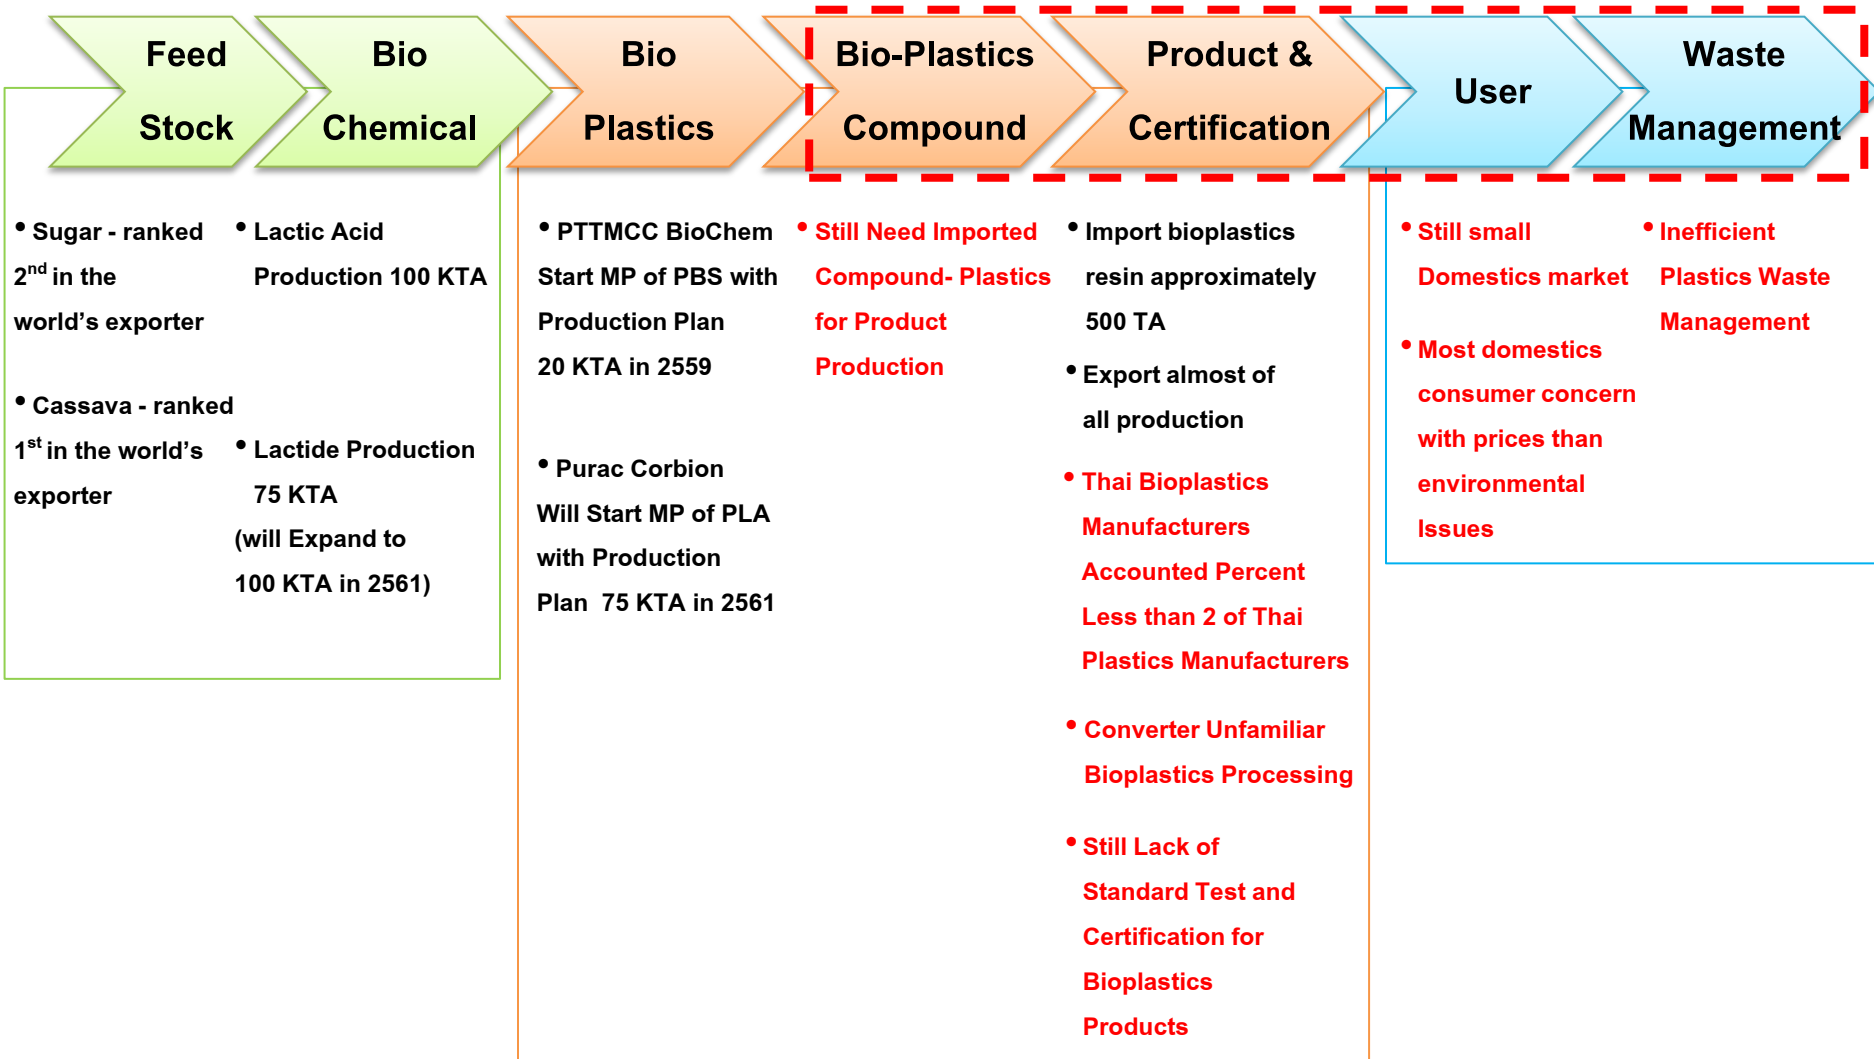 Feed
Stock
Bio
Chemical
Bio
Plastics
Bio-Plastics
Compound
Product &
Certification
User
Waste
Management
• Sugar - ranked
2nd in the
world's exporter
• Cassava - ranked
1st in the world's
exporter
• Lactic Acid
Production 100 KTA
• Lactide Production
75 KTA
(will Expand to
100 KTA in 2561)
• PTTMCC BioChem
Start MP of PBS with
Production Plan
20 KTA in 2559
• Purac Corbion
Will Start MP of PLA
with Production
Plan 75 KTA in 2561
• Still Need Imported
Compound- Plastics
for Product
Production
• Import bioplastics
resin approximately
500 TA
• Export almost of
all production
• Thai Bioplastics
Manufacturers
Accounted Percent
Less than 2 of Thai
Plastics Manufacturers
• Converter Unfamiliar
Bioplastics Processing
• Still Lack of
Standard Test and
Certification for
Bioplastics
Products
• Still small
Domestics market
• Most domestics
consumer concern
with prices than
environmental
Issues
• Inefficient
Plastics Waste
Management